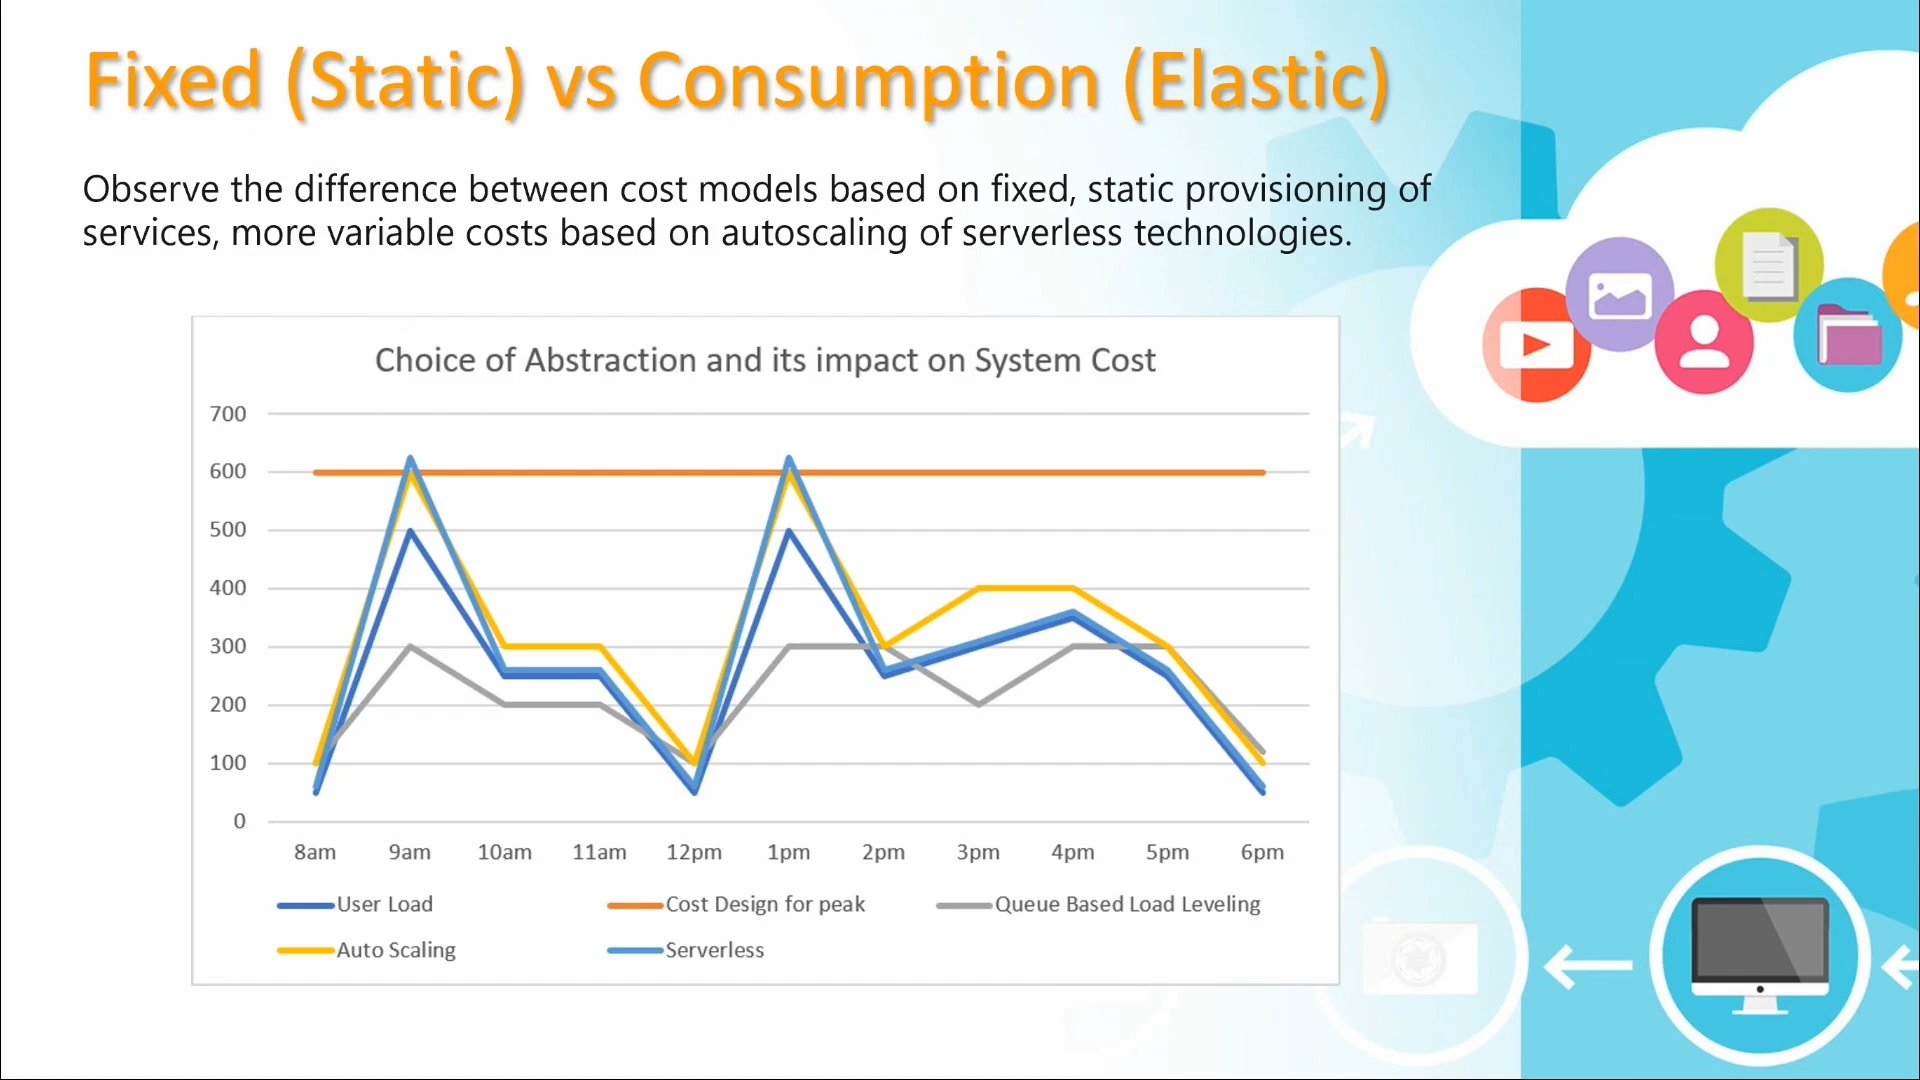 Fixed (Static) vs Consumption (Elastic)
Observe the difference between cost models based on fixed, static provisioning of
services, more variable costs based on autoscaling of serverless technologies.
Choice of Abstraction and its impact on System Cost
700
600
500
400
300
200
100
0
8am 9am 10am 11am 12pm 1pm 2pm 3pm 4pm 5pm 6pm
User Load Cost Design for peak Queue Based Load Leveling
Auto Scaling Serverless